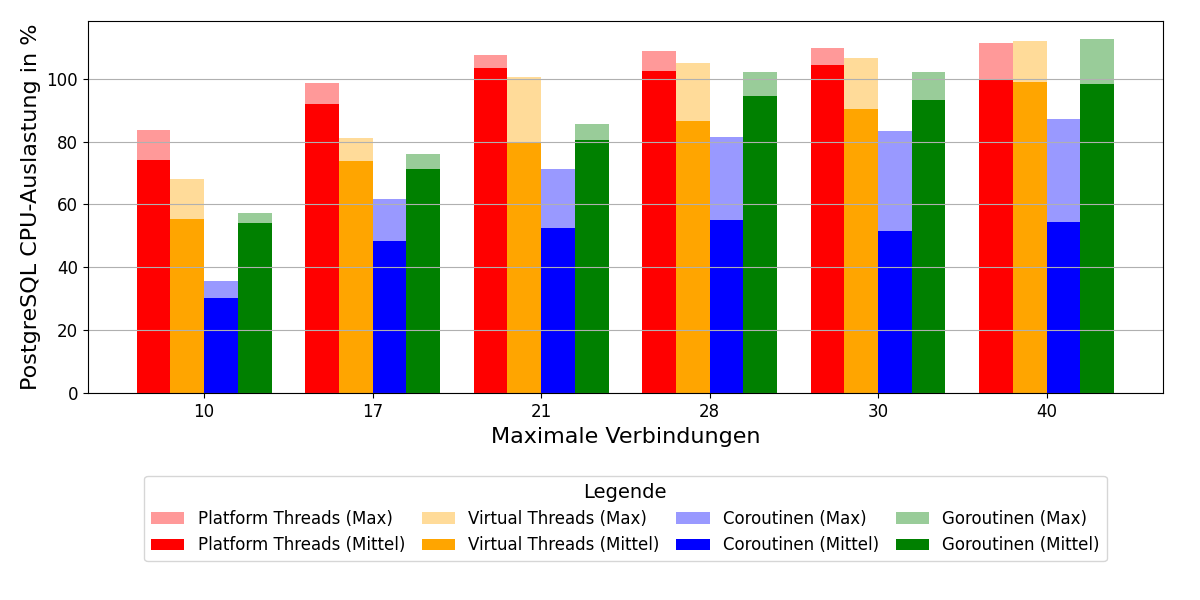 PostgreSQL CPU-Auslastung in %
100
80
60
40
20
0
10 17 21 28 30 40
Maximale Verbindungen
Legende
Platform Threads (Max) Virtual Threads (Max) Coroutinen (Max) Goroutinen (Max)
Platform Threads (Mittel) Virtual Threads (Mittel) Coroutinen (Mittel) Goroutinen (Mittel)